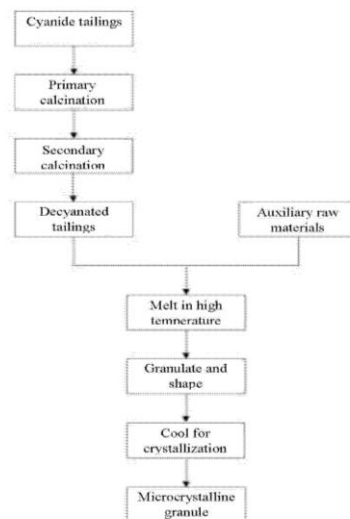 Cyanide tailings
Primary
calcination
Secondary
calcination
Decyanated
tailings
Auxiliary raw
materials
Melt in high
temperature
Granulate and
shape
Cool for
crystallization
Microcrystalline
granule